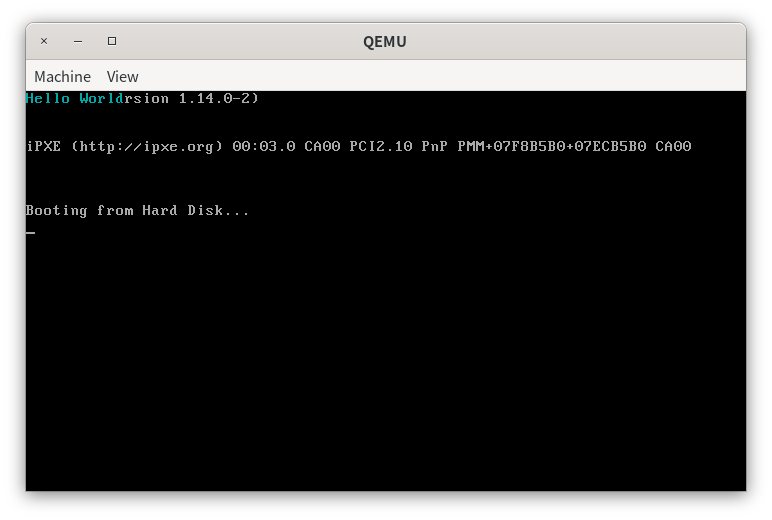 QEMU
Machine View
Hello Worldrsion 1.14.0-2)
iPXE (http://ipxe.org) 00:03.0 CA00 PCI2.10 PnP PMM+07F8B5B0+07ECB5B0 CA00
Booting from Hard Disk...